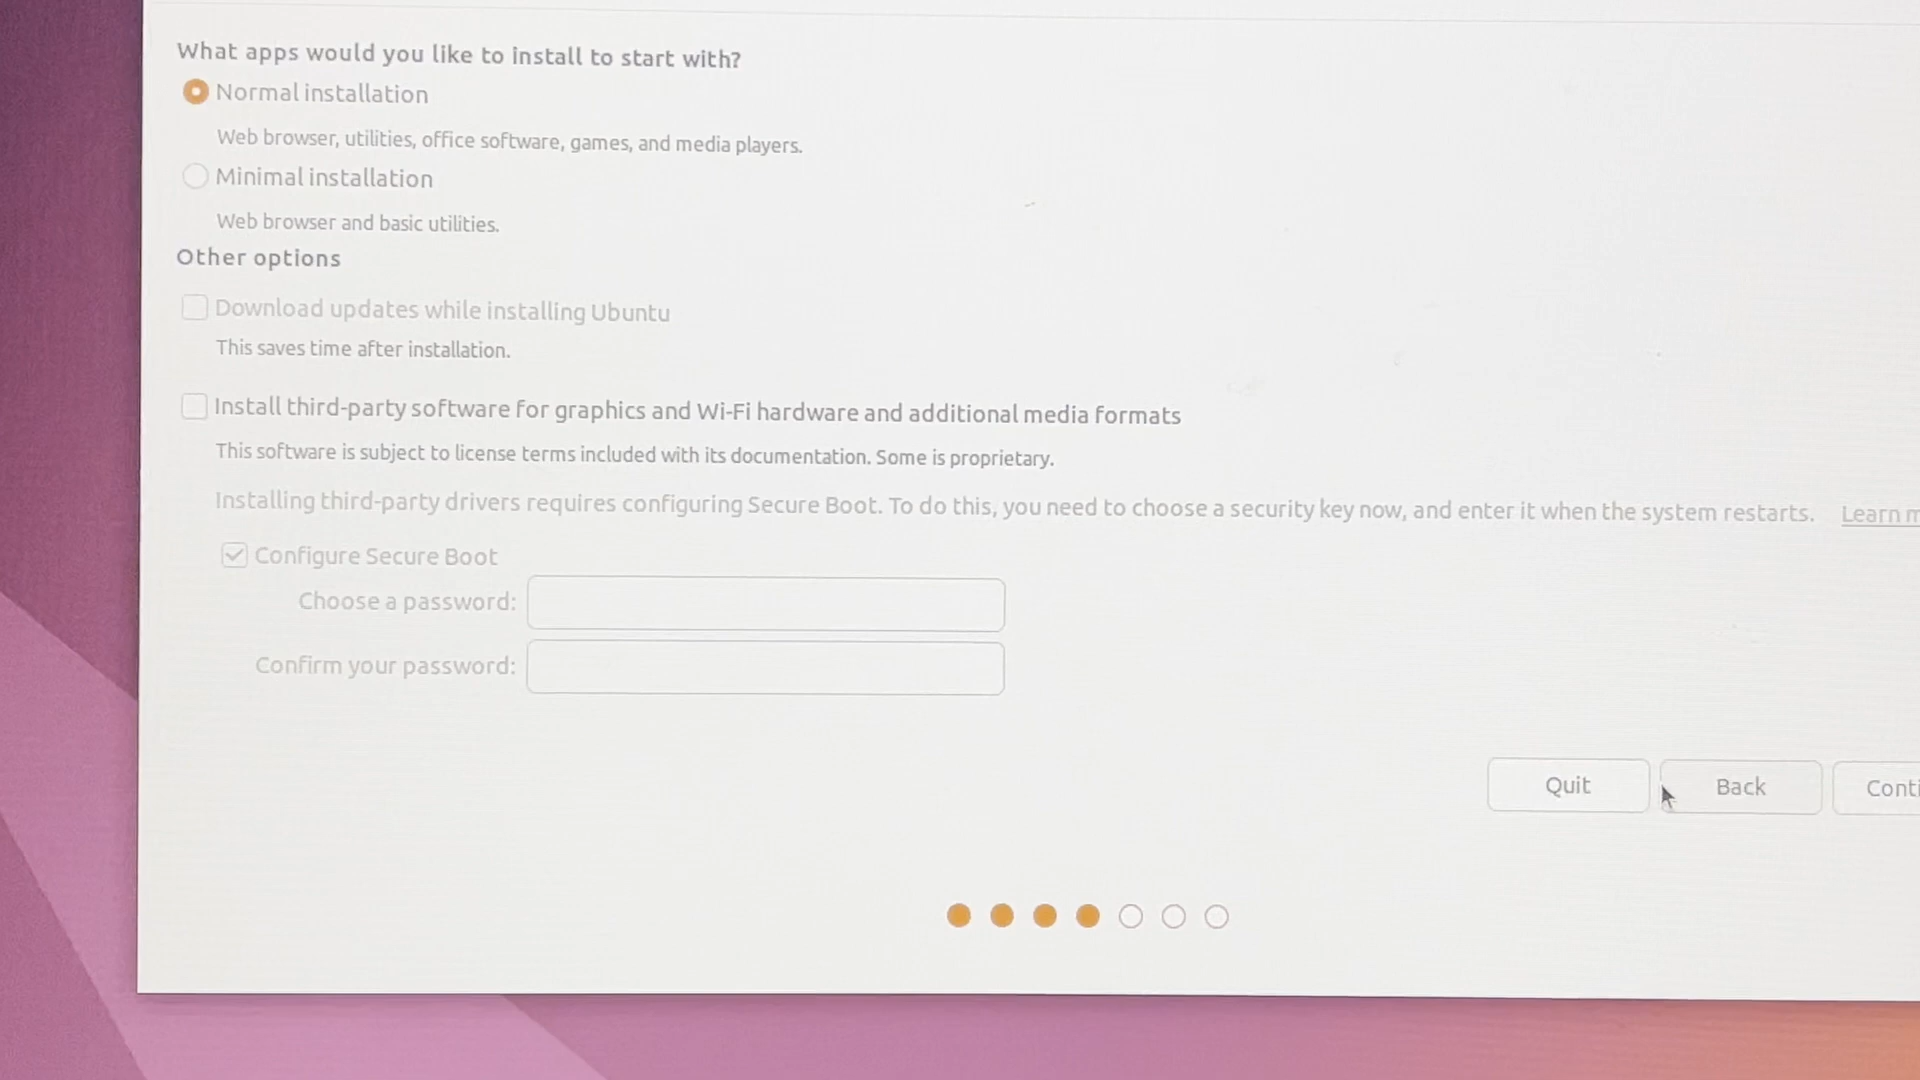 What apps would you like to install to start with?
Normal installation
Web browser, utilities, office software, games, and media players.
Minimal installation
Web browser and basic utilities.
Other options
Download updates while installing Ubuntu
This saves time after installation.
Install third-party software for graphics and Wi-Fi hardware and additional media formats
This software is subject to license terms included with its documentation. Some is proprietary.
Installing third-party drivers requires configuring Secure Boot. To do this, you need to choose a security key now, and enter it when the system restarts. Learn m
Configure Secure Boot
Choose a password:
Confirm your password:
Quit Back Conti